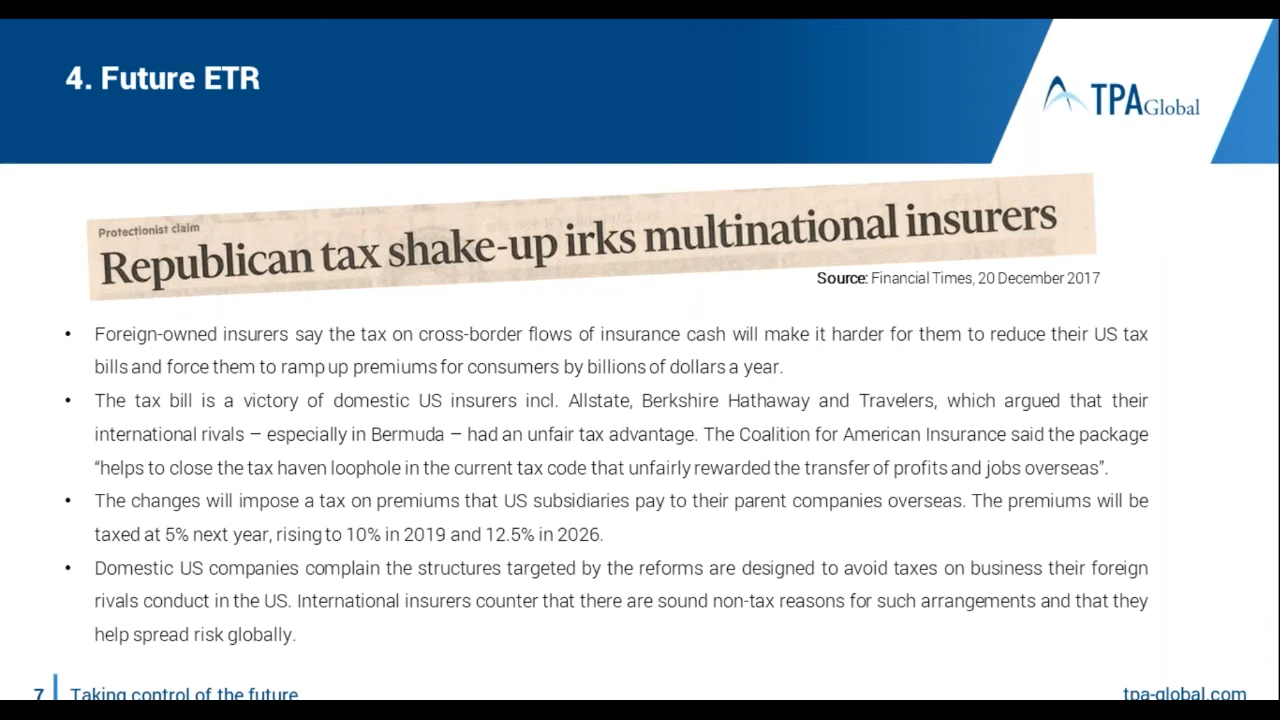 4. Future ETR
TPA Global
Protectionist claim
Republican tax shake-up irks multinational insurers
Source: Financial Times, 20 December 2017
• Foreign-owned insurers say the tax on cross-border flows of insurance cash will make it harder for them to reduce their US tax
bills and force them to ramp up premiums for consumers by billions of dollars a year.
• The tax bill is a victory of domestic US insurers incl. Allstate, Berkshire Hathaway and Travelers, which argued that their
international rivals – especially in Bermuda – had an unfair tax advantage. The Coalition for American Insurance said the package
“helps to close the tax haven loophole in the current tax code that unfairly rewarded the transfer of profits and jobs overseas”.
• The changes will impose a tax on premiums that US subsidiaries pay to their parent companies overseas. The premiums will be
taxed at 5% next year, rising to 10% in 2019 and 12.5% in 2026.
• Domestic US companies complain the structures targeted by the reforms are designed to avoid taxes on business their foreign
rivals conduct in the US. International insurers counter that there are sound non-tax reasons for such arrangements and that they
help spread risk globally.
7 Taking control of the future
tpa-global.com